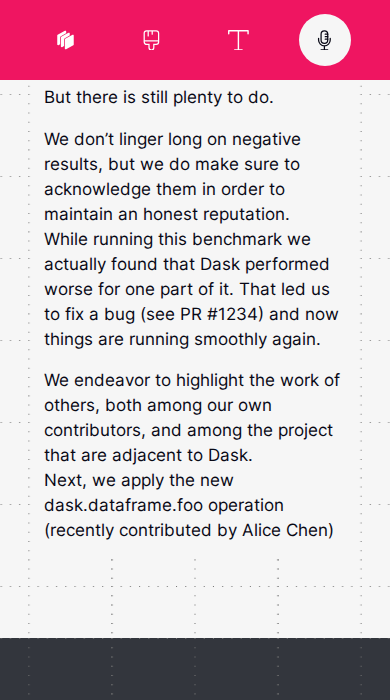 But there is still plenty to do.
We don’t linger long on negative
results, but we do make sure to
acknowledge them in order to
maintain an honest reputation.
While running this benchmark we
actually found that Dask performed
worse for one part of it. That led us
to fix a bug (see PR #1234) and now
things are running smoothly again.
We endeavor to highlight the work of
others, both among our own
contributors, and among the project
that are adjacent to Dask.
Next, we apply the new
dask.dataframe.foo operation
(recently contributed by Alice Chen)